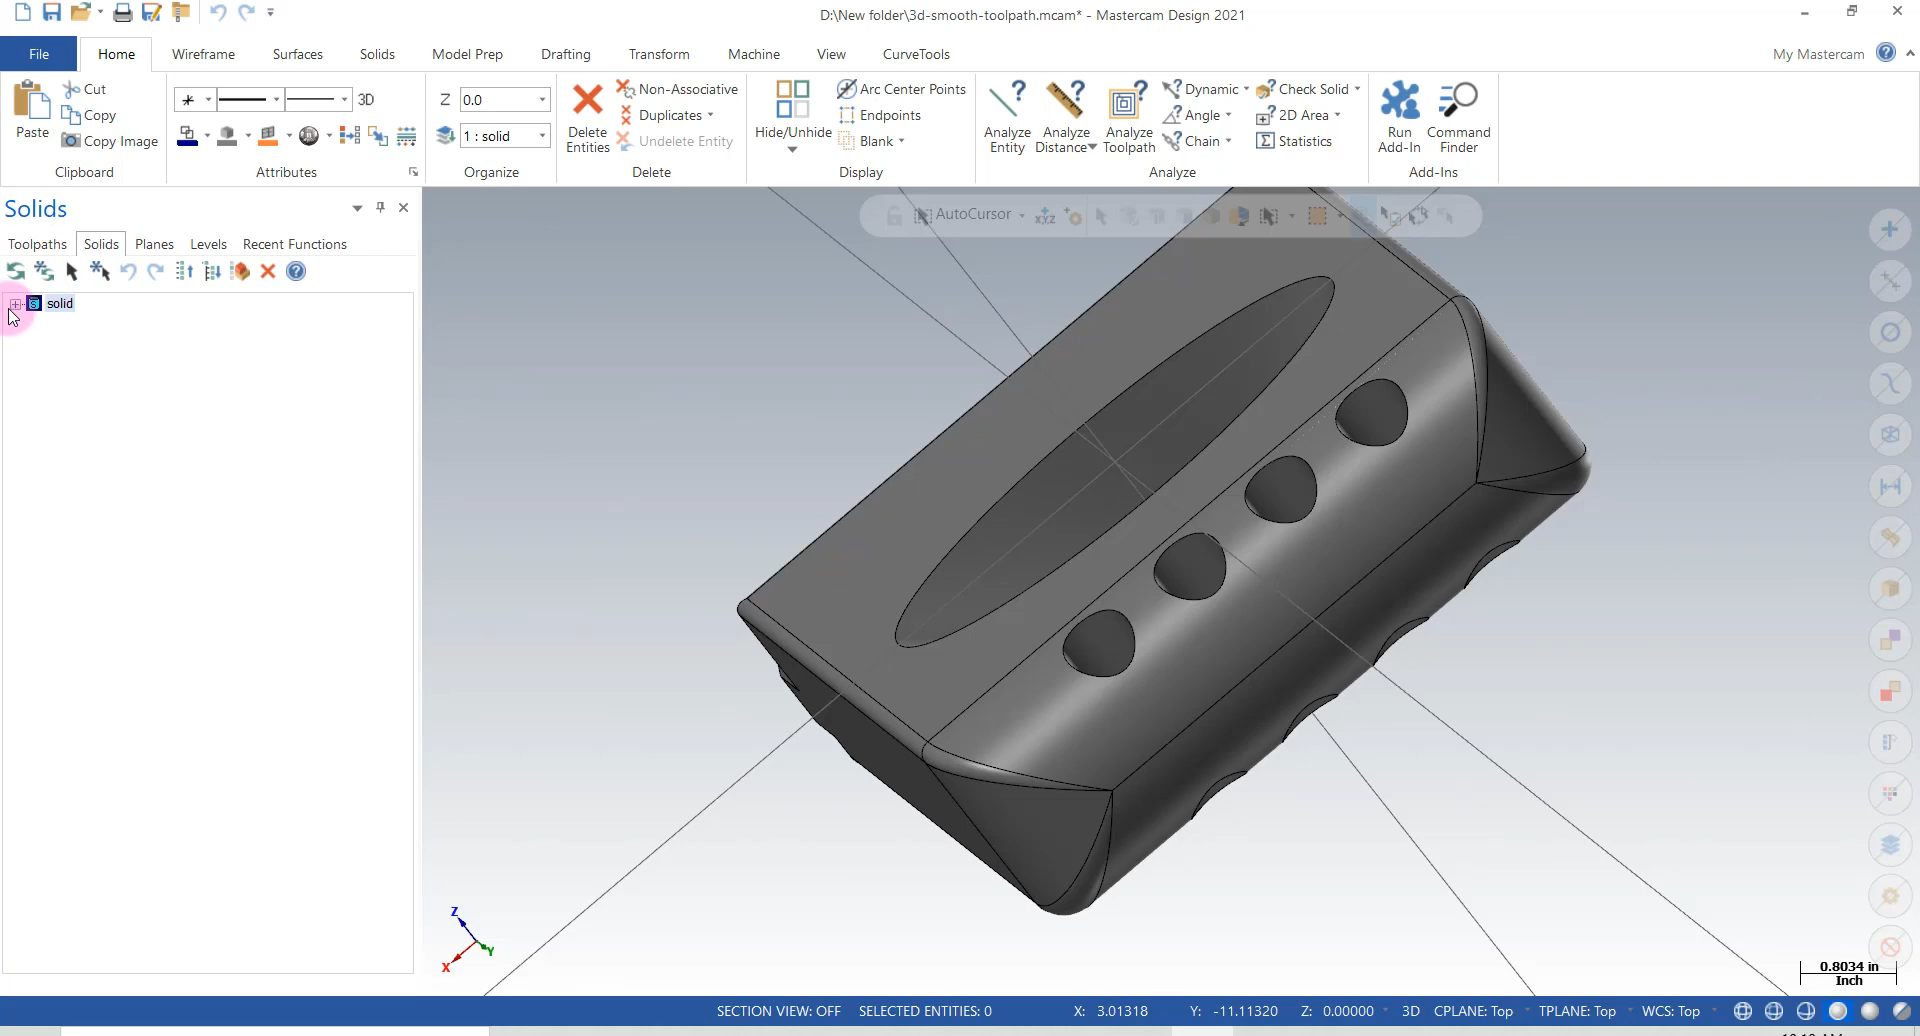 D:\New folder\3d-smooth-toolpath.mcam* - Mastercam Design 2021
File Home Wireframe Surfaces Solids Model Prep Drafting Transform Machine View CurveTools My Mastercam
Paste
Cut
Copy
Copy Image
Clipboard
3D
Attributes
Z 0.0
1 : solid
Organize
Delete
Entities
Non-Associative
Duplicates
Undelete Entity
Delete
Hide/Unhide
Arc Center Points
Endpoints
Blank
Display
Analyze
Entity
Analyze
Distance
Analyze
Toolpath
Dynamic
Angle
Chain
Check Solid
2D Area
Statistics
Analyze
Run
Add-In
Command
Finder
Add-Ins
Solids
Toolpaths Solids Planes Levels Recent Functions
solid
AutoCursor
XYZ
Z
Y
X
0.8034 in
Inch
SECTION VIEW: OFF SELECTED ENTITIES: 0 X: 3.01318 Y: -11.11320 Z: 0.00000 3D CPLANE: Top TPLANE: Top WCS: Top